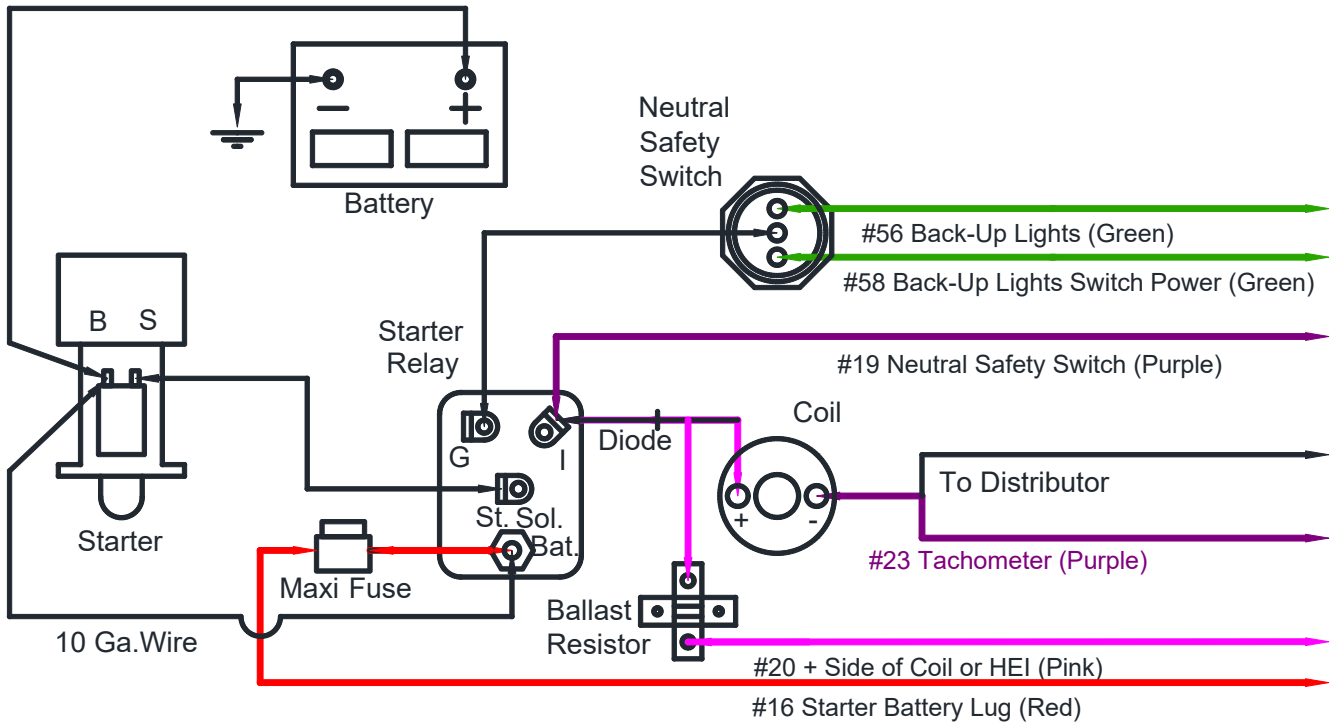 Battery
Neutral
Safety
Switch
#56 Back-Up Lights (Green)
#58 Back-Up Lights Switch Power (Green)
B S
Starter
Relay
#19 Neutral Safety Switch (Purple)
Coil
G
I
Diode
St. Sol.
Bat.
+ -
To Distributor
#23 Tachometer (Purple)
Starter
Maxi Fuse
10 Ga.Wire
Ballast
Resistor
#20 + Side of Coil or HEI (Pink)
#16 Starter Battery Lug (Red)